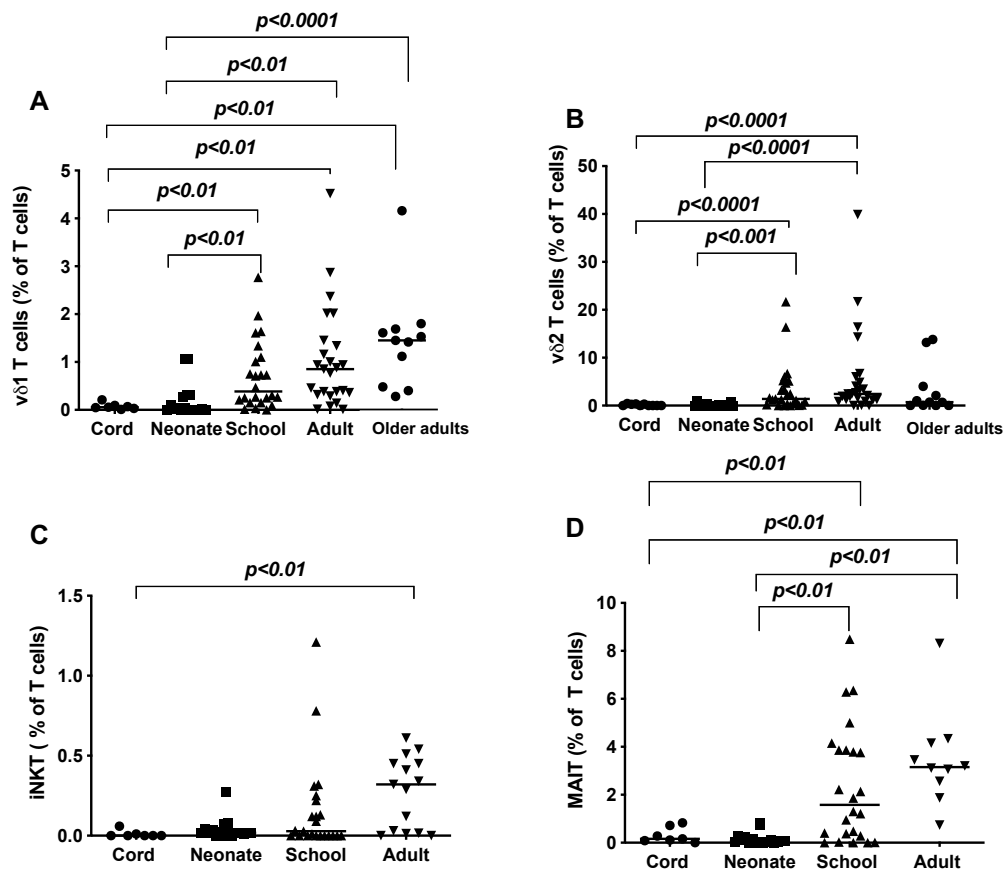 A
p<0.0001
p<0.01
p<0.01
p<0.01
p<0.01
p<0.01
vδ1 T cells (% of T cells)
5
4
3
2
1
0
Cord Neonate School Adult Older adults
B
p<0.0001
p<0.0001
p<0.0001
p<0.001
vδ2 T cells (% of T cells)
50
40
30
20
10
0
Cord Neonate School Adult Older adults
C
p<0.01
iNKT ( % of T cells)
1.5
1.0
0.5
0.0
Cord Neonate School Adult
D
p<0.01
p<0.01
p<0.01
p<0.01
MAIT (% of T cells)
10
8
6
4
2
0
Cord Neonate School Adult